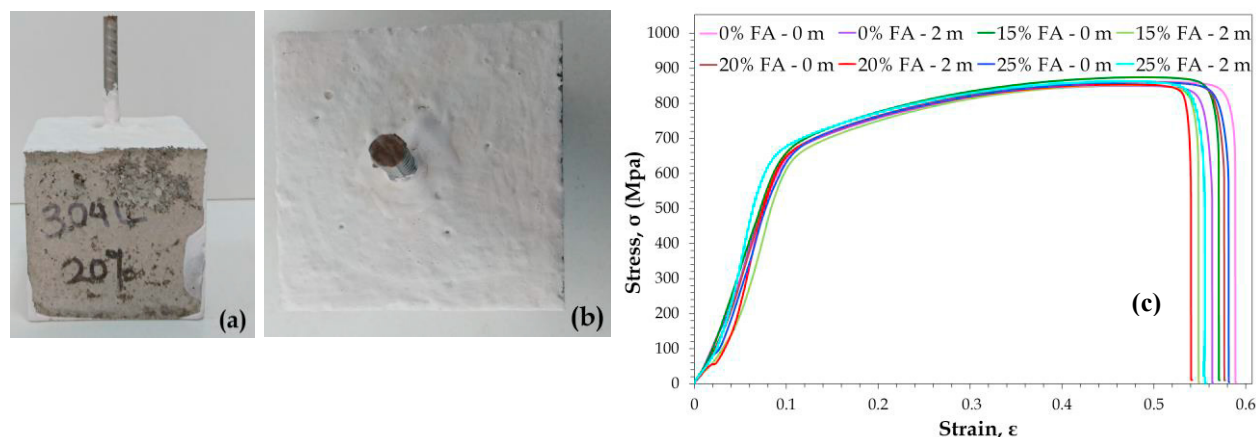 304L
20%
(a)
(b)
0% FA - 0 m
0% FA - 2 m
15% FA - 0 m
15% FA - 2 m
20% FA - 0 m
20% FA - 2 m
25% FA - 0 m
25% FA - 2 m
1000
900
800
700
600
500
400
300
200
100
0
Stress, σ (Mpa)
0
0.1
0.2
0.3
0.4
0.5
0.6
Strain, ε
(c)